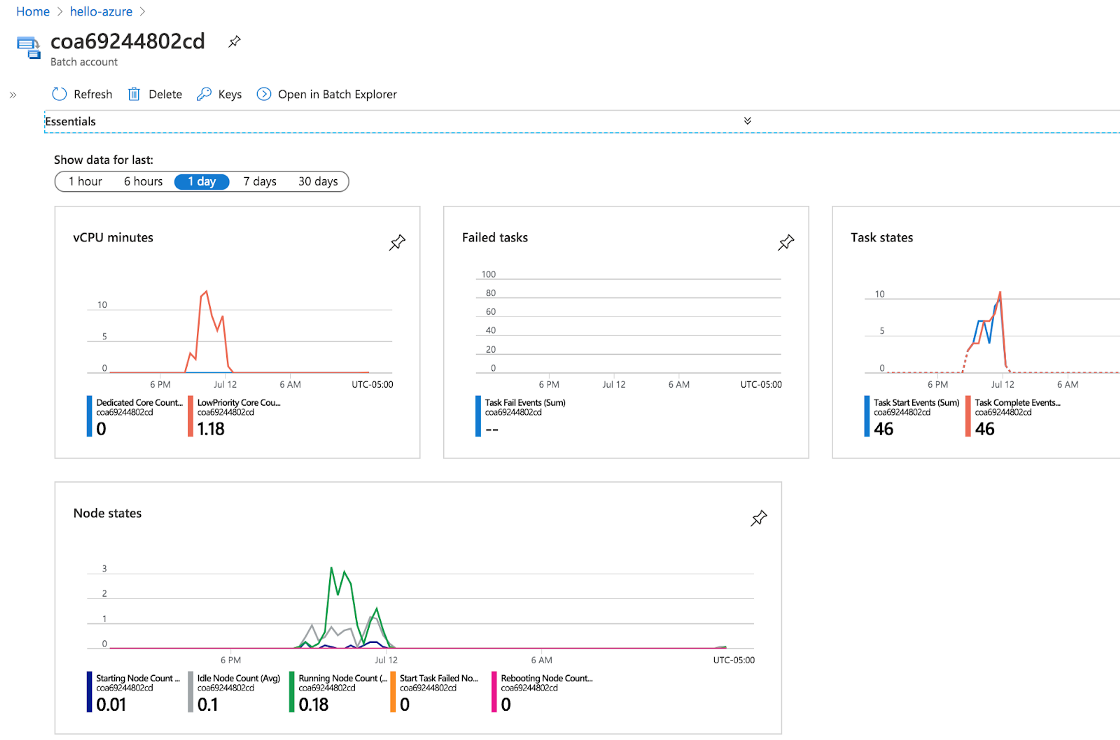 Home > hello-azure >
coa69244802cd
Batch account
» Refresh Delete Keys Open in Batch Explorer
Essentials
Show data for last:
1 hour 6 hours 1 day 7 days 30 days
vCPU minutes
10
5
0
6 PM Jul 12 6 AM UTC-05:00
Dedicated Core Count... LowPriority Core Cou...
coa69244802cd coa69244802cd
0 1.18
Failed tasks
100
80
60
40
20
0
6 PM Jul 12 6 AM UTC-05:00
Task Fail Events (Sum)
coa69244802cd
--
Task states
10
5
0
6 PM Jul 12 6 AM
Task Start Events (Sum) Task Complete Events...
coa69244802cd coa69244802cd
46 46
Node states
3
2
1
0
6 PM Jul 12 6 AM UTC-05:00
Starting Node Count ... Idle Node Count (Avg) Running Node Count (... Start Task Failed No... Rebooting Node Count...
coa69244802cd coa69244802cd coa69244802cd coa69244802cd coa69244802cd
0.01 0.1 0.18 0 0